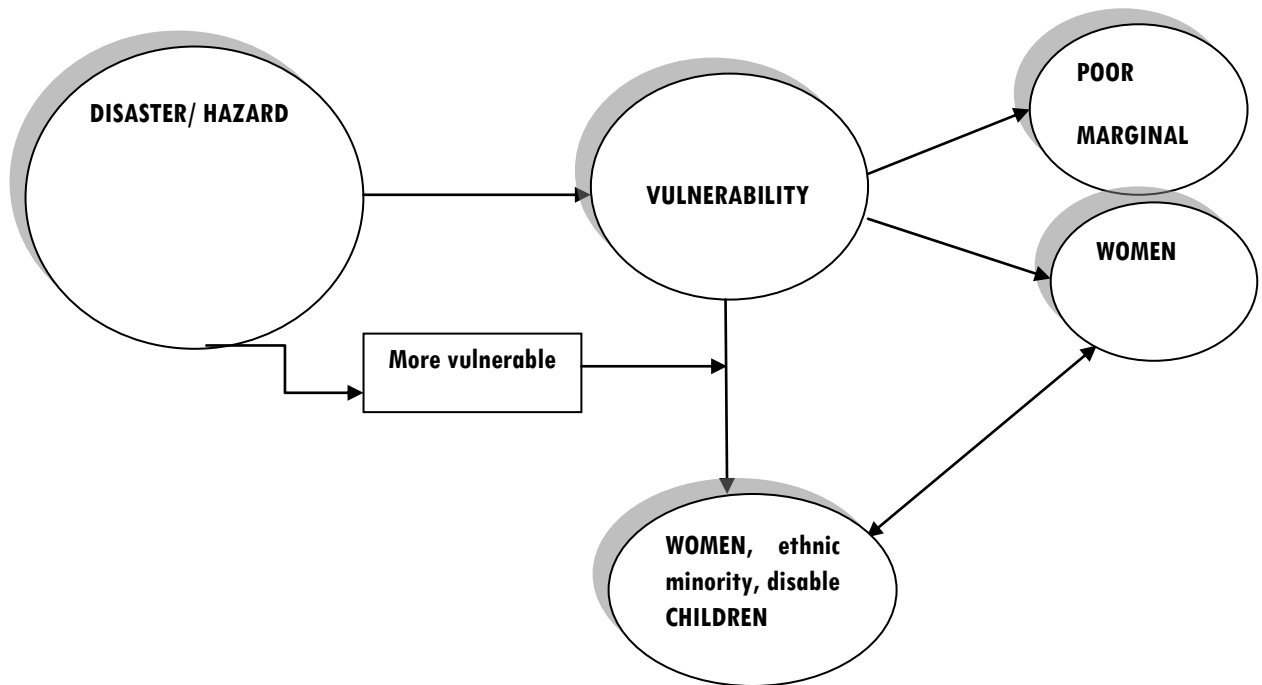 DISASTER/ HAZARD
VULNERABILITY
POOR
MARGINAL
WOMEN
More vulnerable
WOMEN, ethnic
minority, disable
CHILDREN